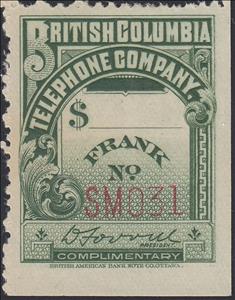 BRITISH COLUMBIA
TELEPHONE COMPANY.
$
FRANK
NO
SM031
PRESIDENT.
COMPLIMENTARY
BRITISH AMERICAN BANK NOTE CO. OTTAWA.